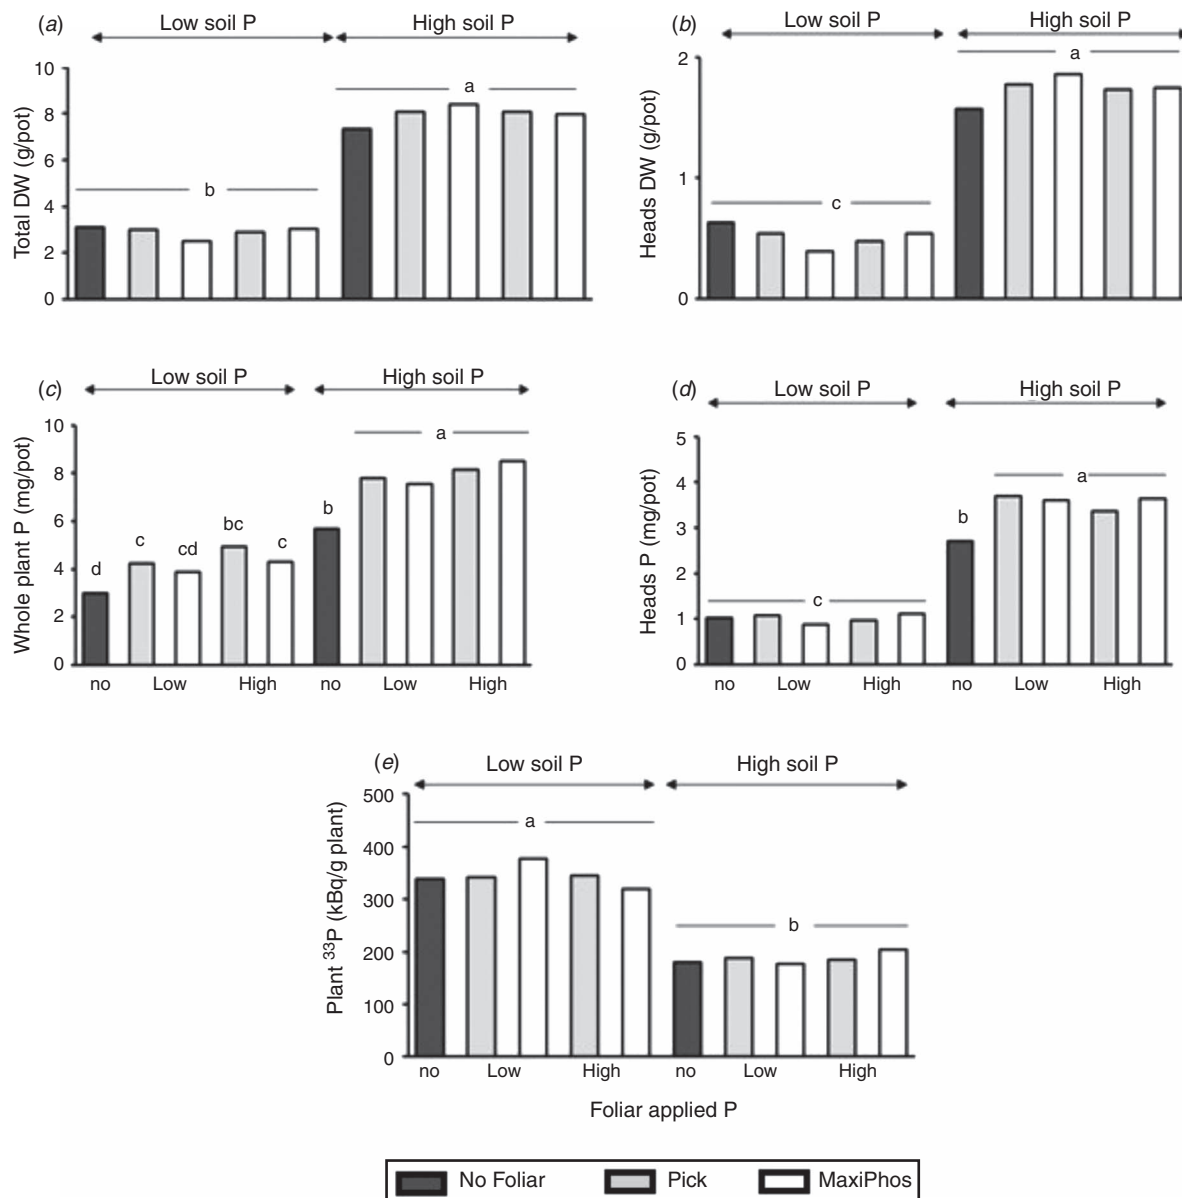 (a)
Low soil P
High soil P
Total DW (g/pot)
10
8
6
4
2
0
b
a
(b)
Low soil P
High soil P
Heads DW (g/pot)
2
1
0
c
a
(c)
Low soil P
High soil P
Whole plant P (mg/pot)
10
8
6
4
2
0
d
c
cd
bc
c
b
a
no
Low
High
no
Low
High
(d)
Low soil P
High soil P
Heads P (mg/pot)
5
4
3
2
1
0
c
b
a
no
Low
High
no
Low
High
(e)
Low soil P
High soil P
Plant ³³P (kBq/g plant)
500
400
300
200
100
0
a
b
no
Low
High
no
Low
High
Foliar applied P
No Foliar
Pick
MaxiPhos